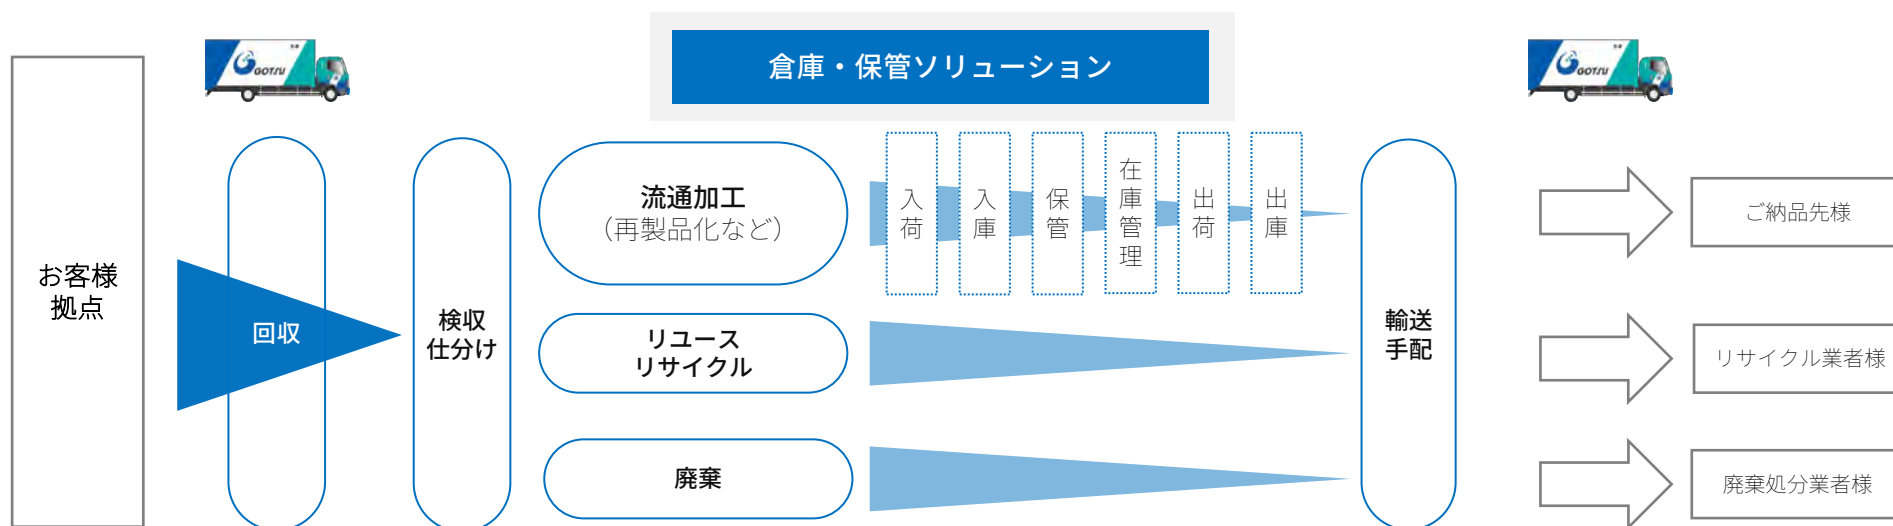 GOTSU
倉庫・保管ソリューション
GOTSU
お客様
拠点
回収
検収
仕分け
流通加工
（再製品化など）
入荷
入庫
保管
在庫管理
出荷
出庫
リユース
リサイクル
廃棄
輸送
手配
ご納品先様
リサイクル業者様
廃棄処分業者様